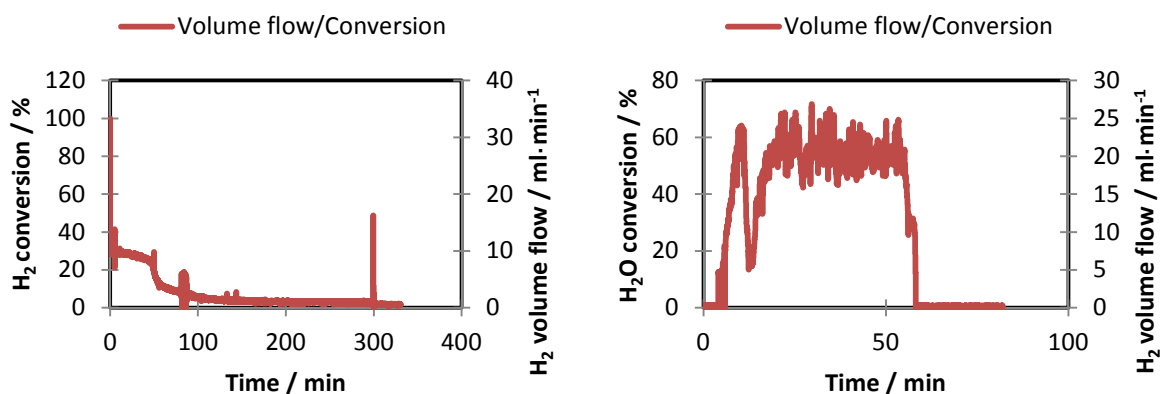 Volume flow/Conversion
H₂ conversion / %
120
100
80
60
40
20
0
40
30
20
10
0
H₂ volume flow / ml·min⁻¹
0 100 200 300 400
Time / min
Volume flow/Conversion
H₂O conversion / %
80
60
40
20
0
30
25
20
15
10
5
0
H₂ volume flow / ml·min⁻¹
0 50 100
Time / min